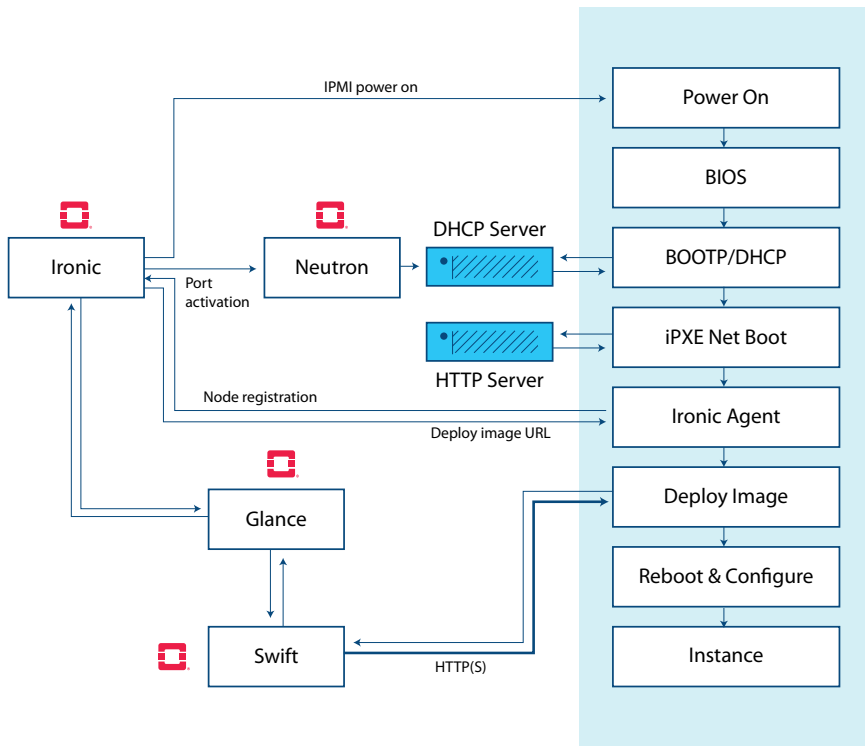 IPMI power on
Power On
BIOS
DHCP Server
Ironic
Neutron
BOOTP/DHCP
Port
activation
iPXE Net Boot
HTTP Server
Node registration
Ironic Agent
Deploy image URL
Deploy Image
Glance
Reboot & Configure
Swift
HTTP(S)
Instance